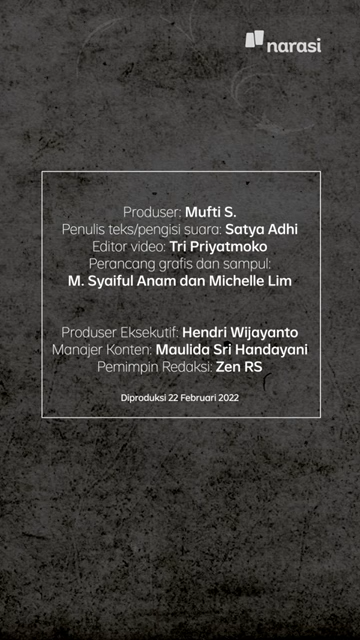 narasi
Produser: Mufti S.
Penulis teks/pengisi suara: Satya Adhi
Editor video: Tri Priyatmoko
Perancang grafis dan sampul:
M. Syaiful Anam dan Michelle Lim
Produser Eksekutif: Hendri Wijayanto
Manajer Konten: Maulida Sri Handayani
Pemimpin Redaksi: Zen RS
Diproduksi 22 Februari 2022